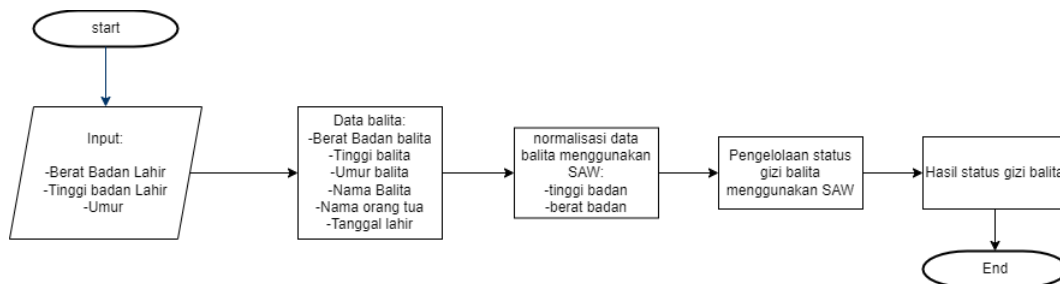 start
Input:
-Berat Badan Lahir
-Tinggi badan Lahir
-Umur
Data balita:
-Berat Badan balita
-Tinggi balita
-Umur balita
-Nama Balita
-Nama orang tua
-Tanggal lahir
normalisasi data
balita menggunakan
SAW:
-tinggi badan
-berat badan
Pengelolaan status
gizi balita
menggunakan SAW
Hasil status gizi balita
End